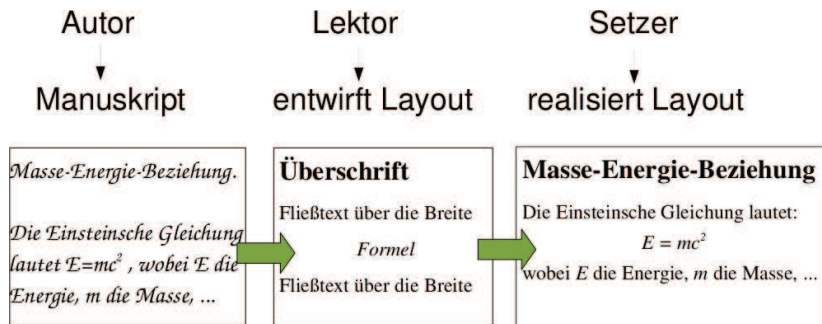 Autor
Lektor
Setzer
Manuskript
entwirft Layout
realisiert Layout
Masse-Energie-Beziehung.
Die Einsteinsche Gleichung
lautet E=mc² , wobei E die
Energie, m die Masse, ...
Überschrift
Fließtext über die Breite
Formel
Fließtext über die Breite
Masse-Energie-Beziehung
Die Einsteinsche Gleichung lautet:
E = mc²
wobei E die Energie, m die Masse, ...